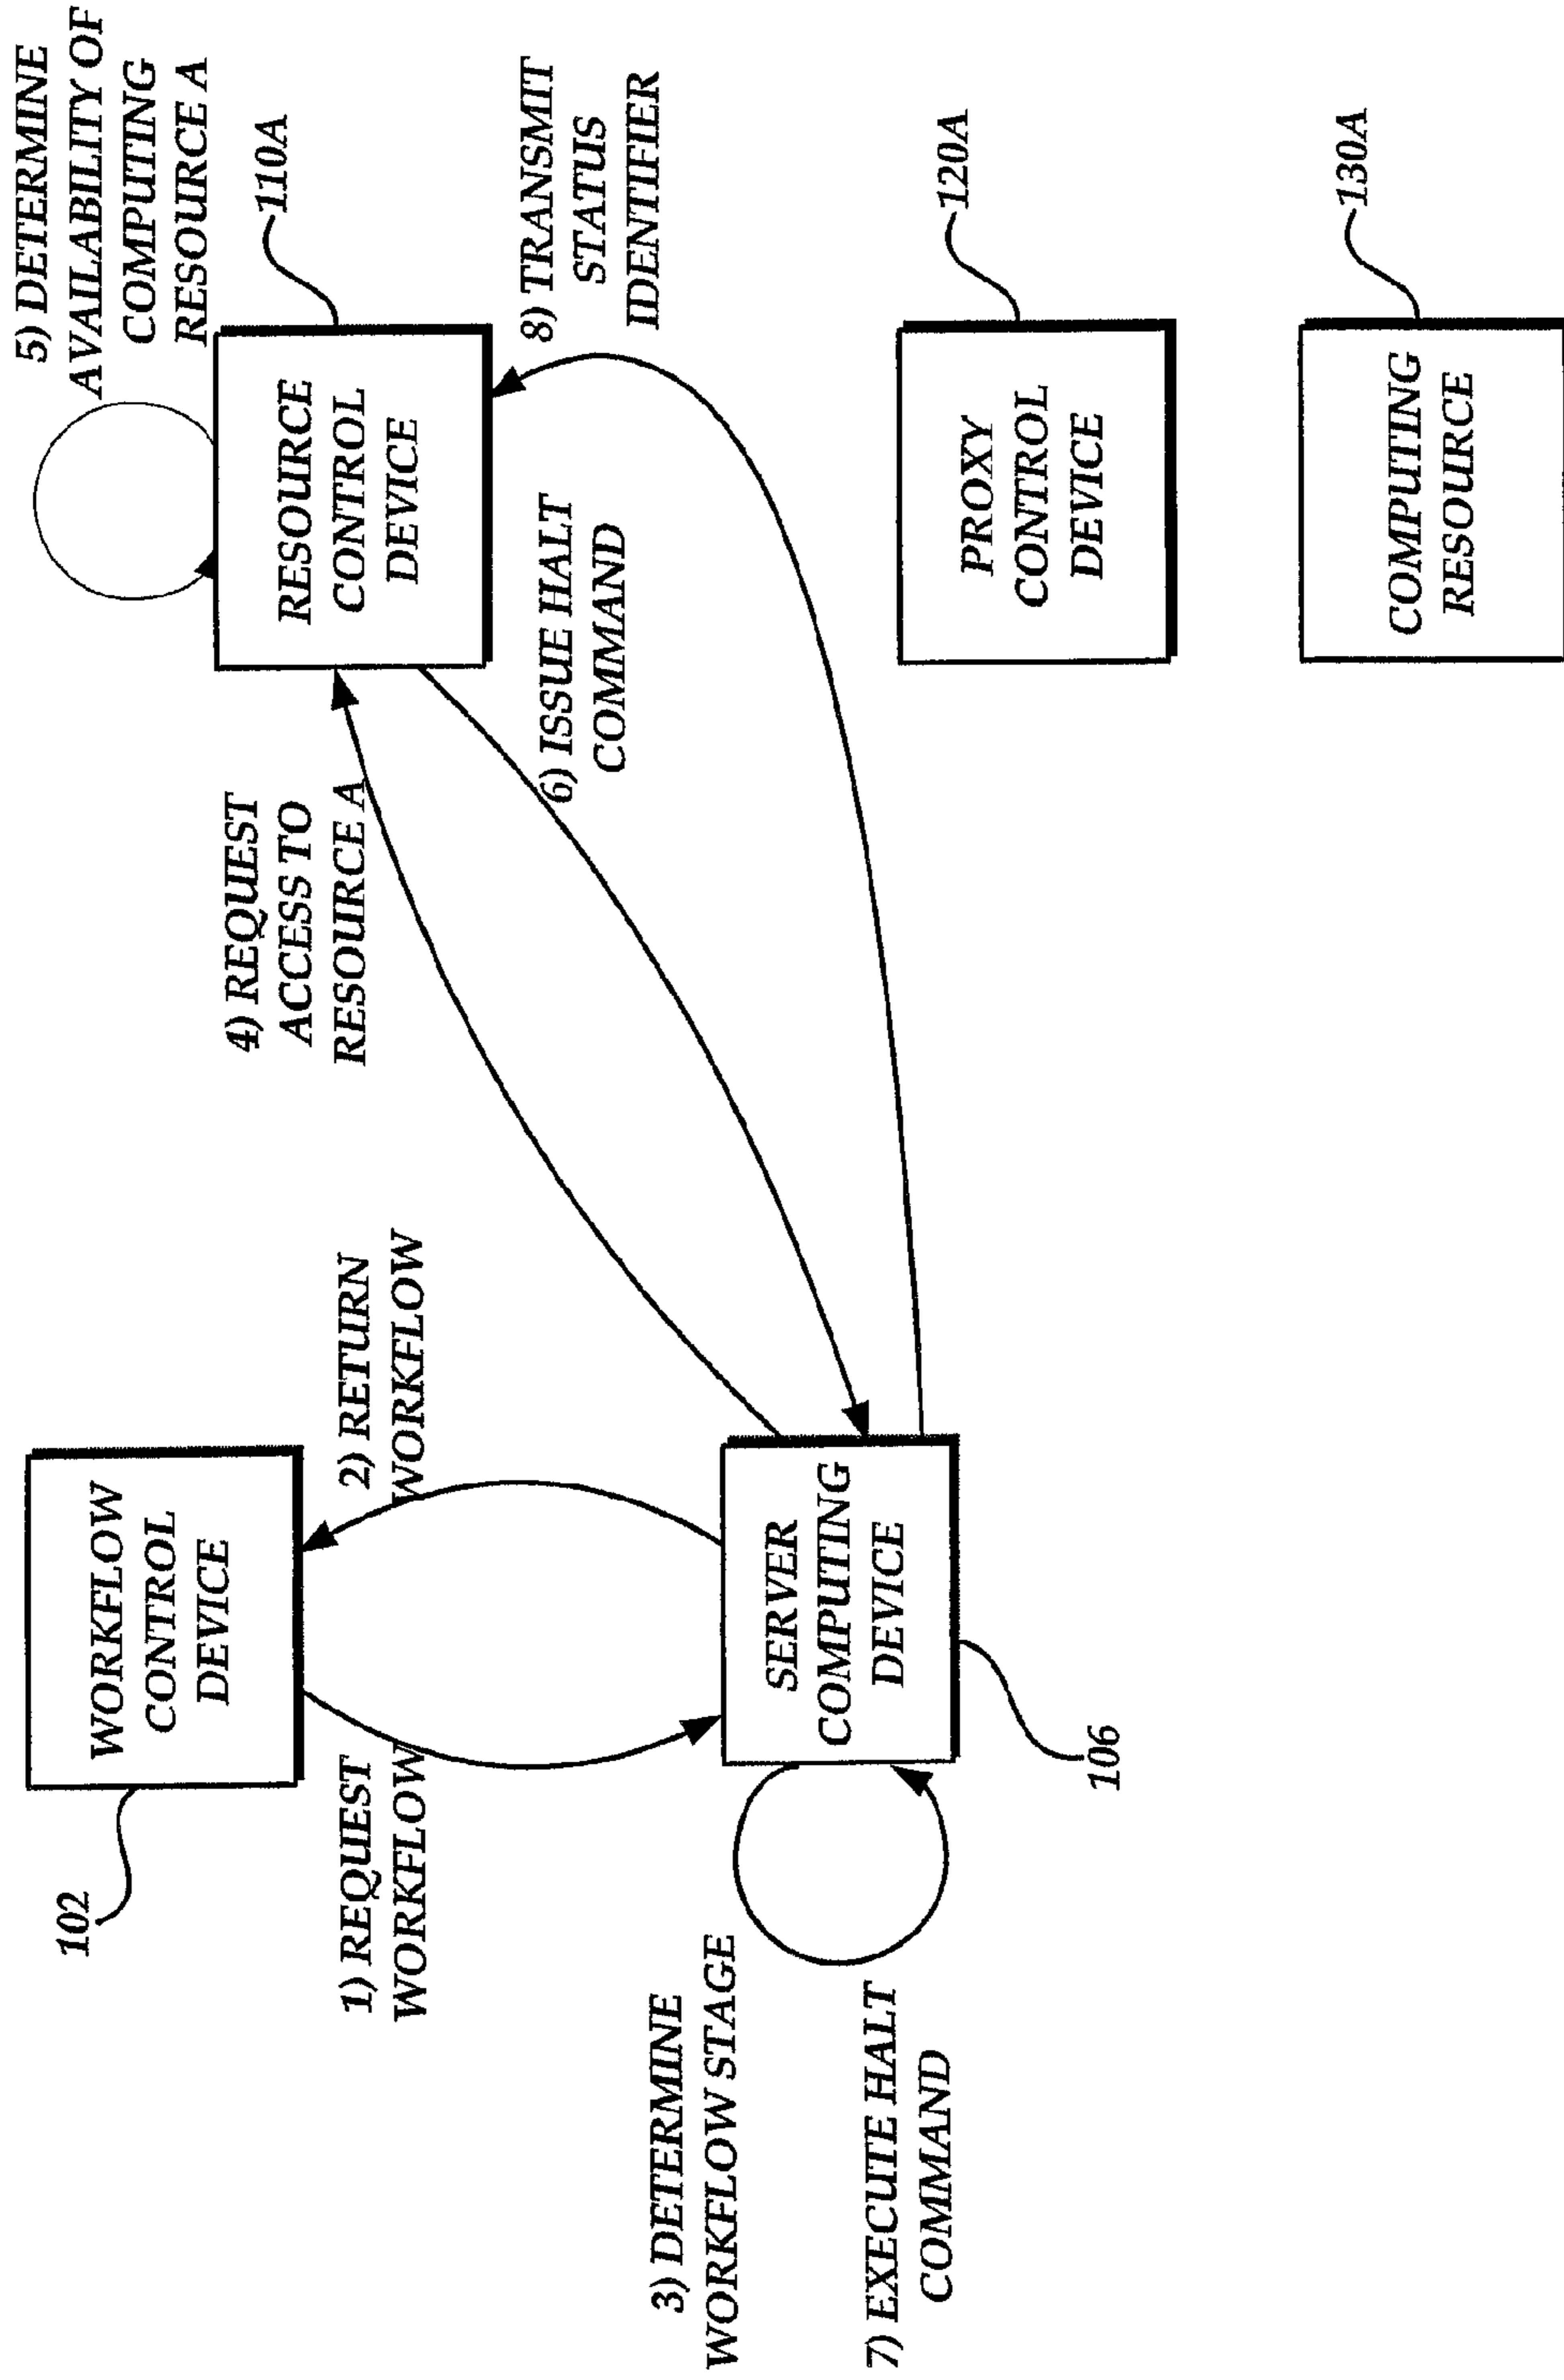 102
WORKFLOW
CONTROL
DEVICE
1) REQUEST
WORKFLOW
2) RETURN
WORKFLOW
3) DETERMINE
WORKFLOW STAGE
7) EXECUTE HALT
COMMAND
SERVER
COMPUTING
DEVICE
106
4) REQUEST
ACCESS TO
RESOURCE A
5) DETERMINE
AVAILABILITY OF
COMPUTING
RESOURCE A
110A
RESOURCE
CONTROL
DEVICE
6) ISSUE HALT
COMMAND
8) TRANSMIT
STATUS
IDENTIFIER
PROXY
CONTROL
DEVICE
120A
COMPUTING
RESOURCE
130A